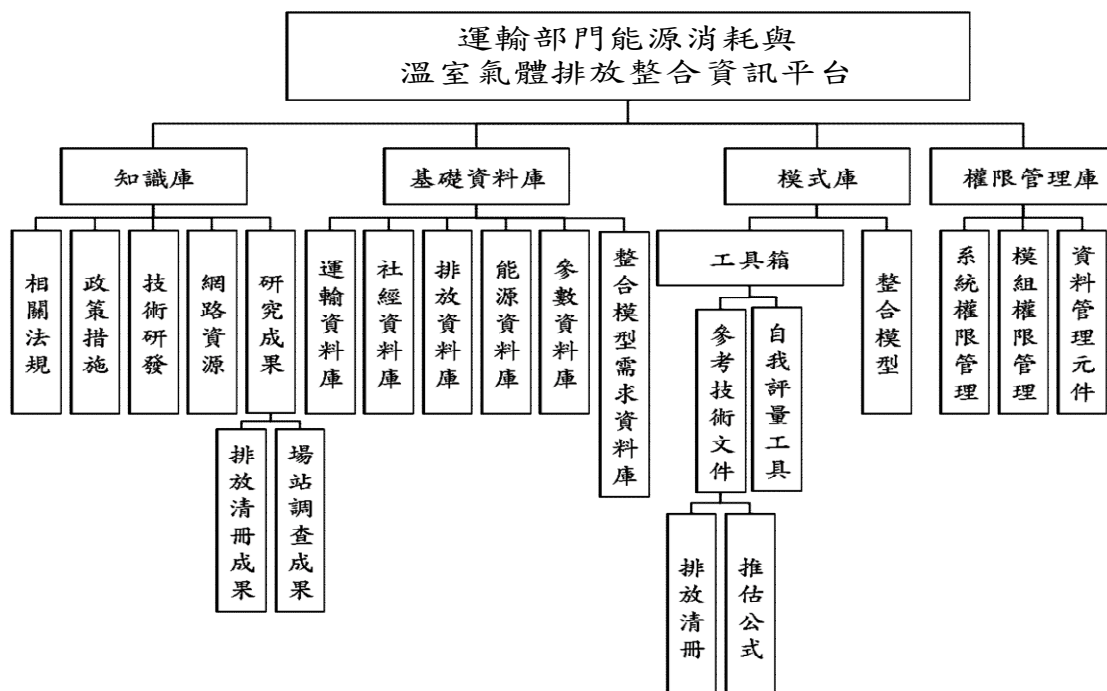 運輸部門能源消耗與
溫室氣體排放整合資訊平台
知識庫
基礎資料庫
模式庫
權限管理庫
相關法規
政策措施
技術研發
網路資源
研究成果
運輸資料庫
社經資料庫
排放資料庫
能源資料庫
參數資料庫
整合模型需求資料庫
工具箱
整合模型
系統權限管理
模組權限管理
資料管理元件
參考技術文件
自我評量工具
排放清冊成果
場站調查成果
排放清冊
推估公式